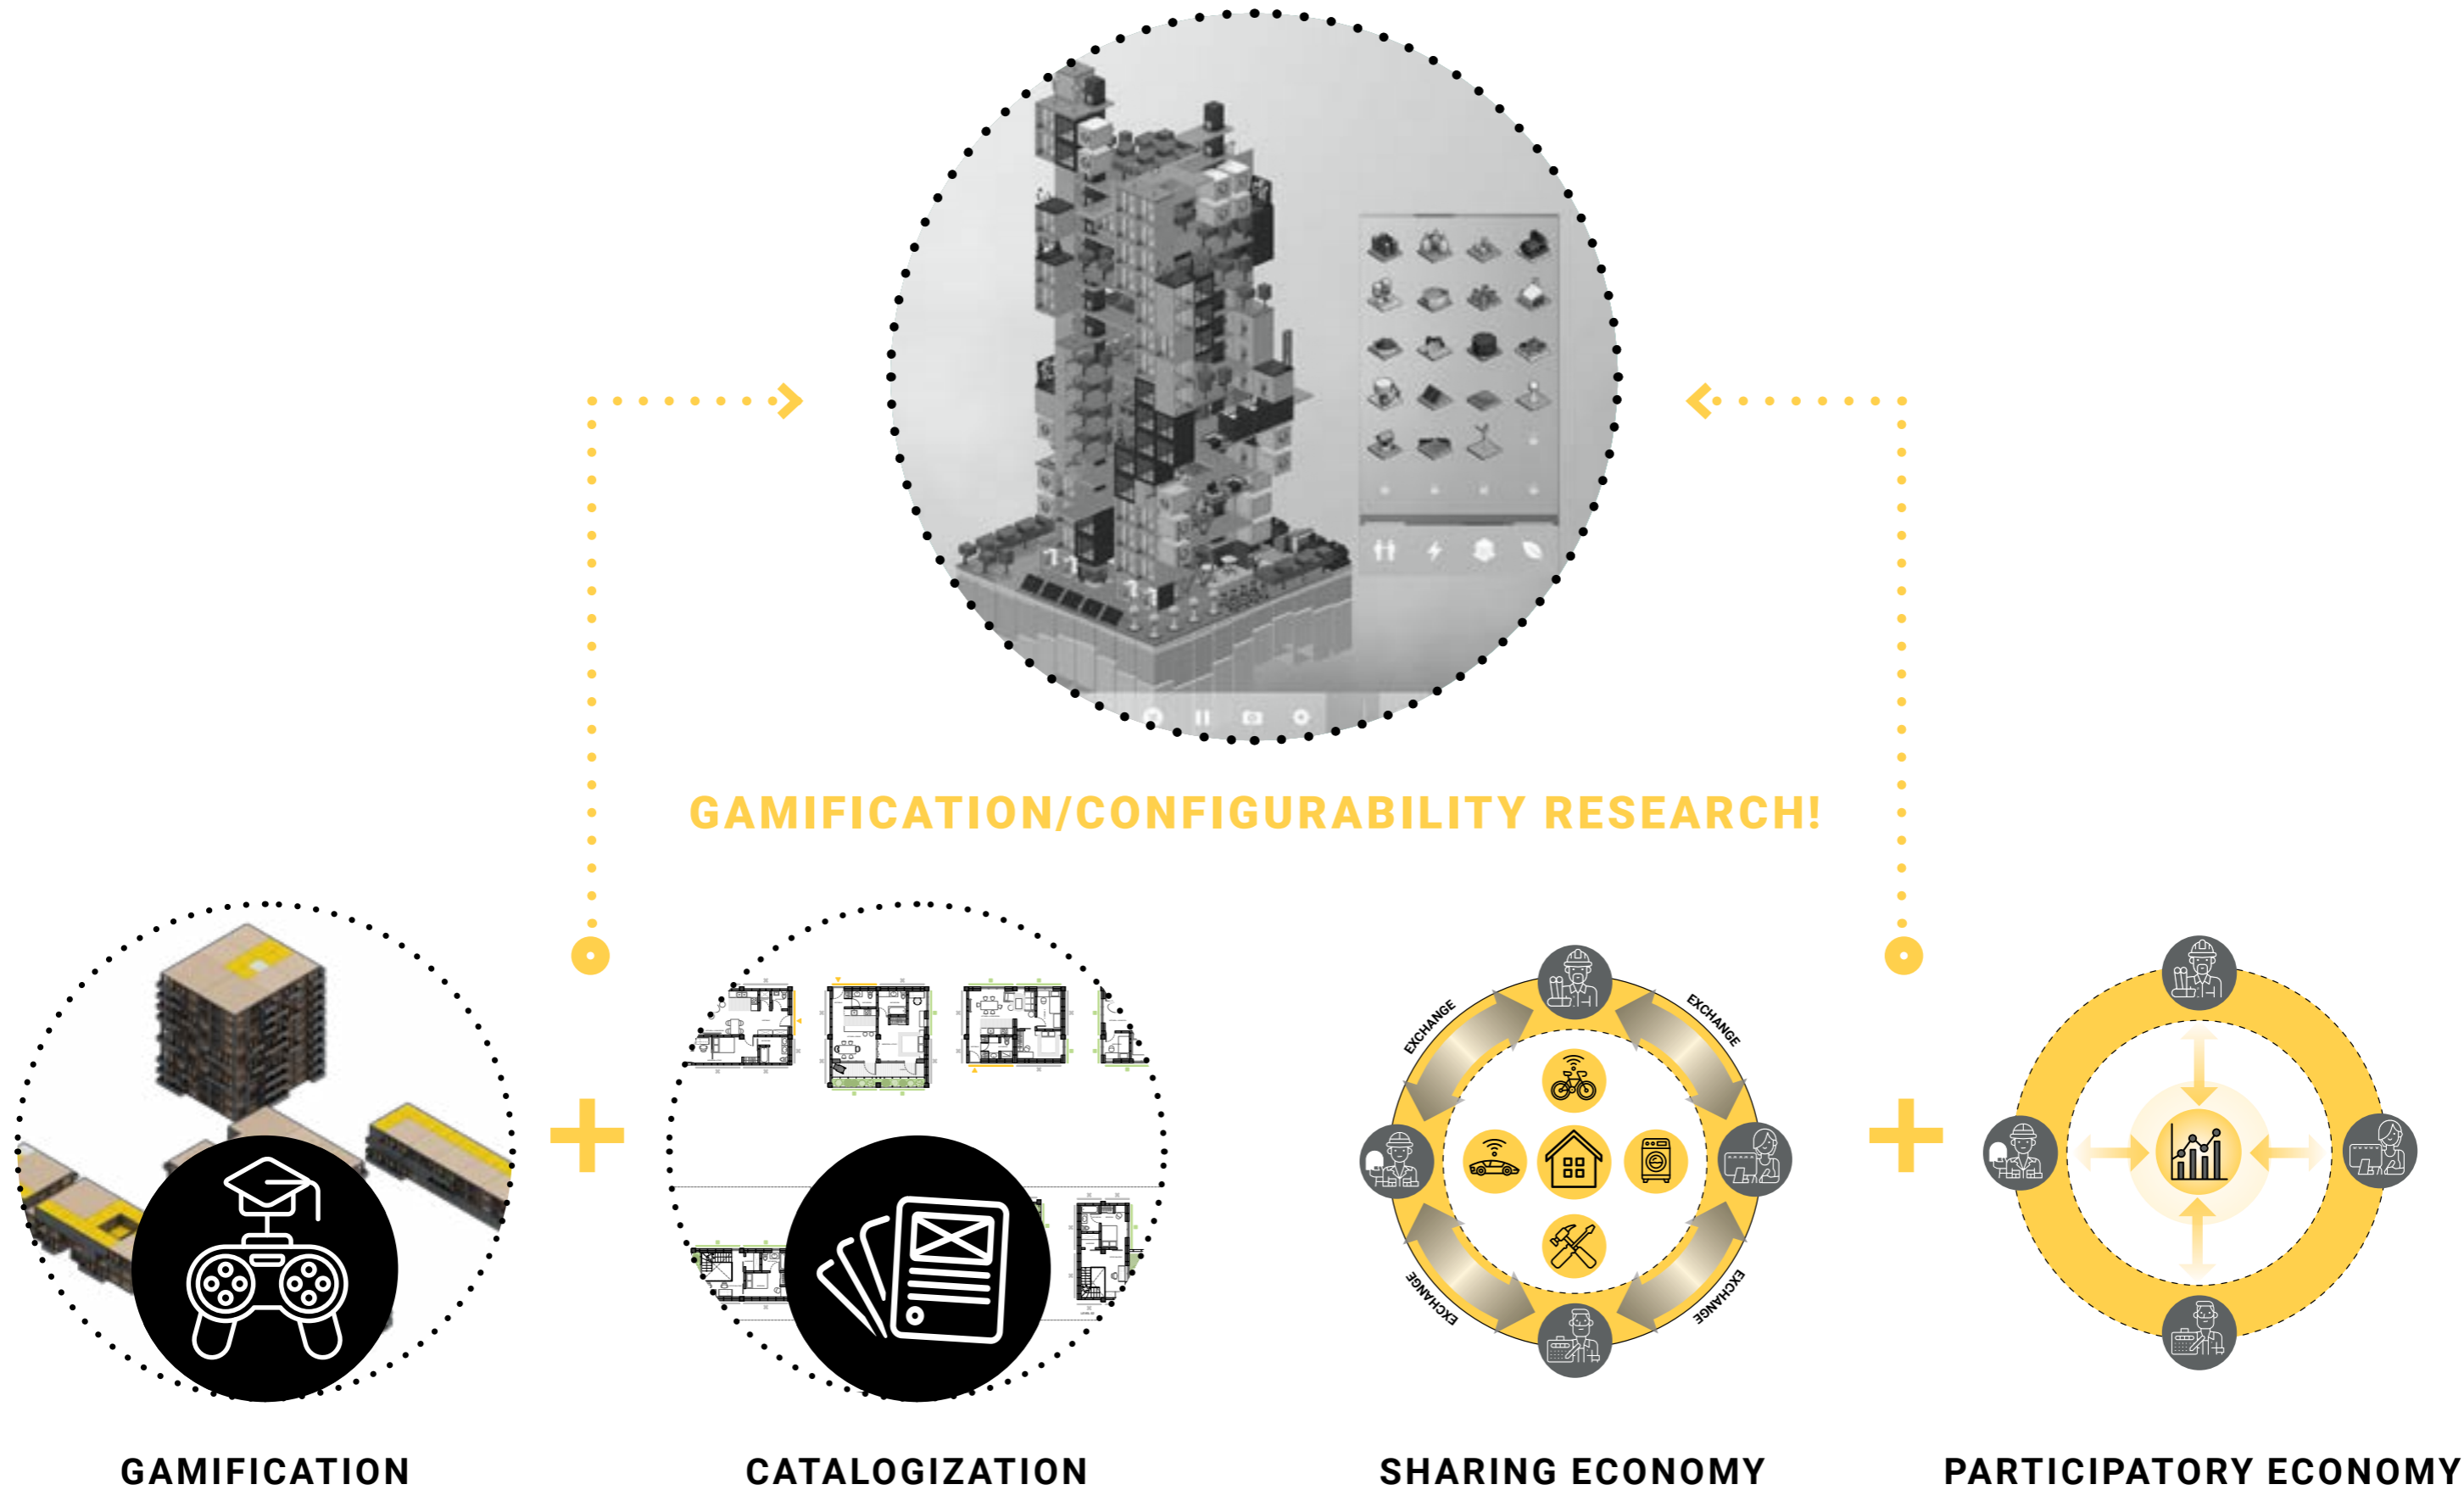 GAMIFICATION/CONFIGURABILITY RESEARCH!
EXCHANGE
EXCHANGE
EXCHANGE
EXCHANGE
GAMIFICATION
CATALOGIZATION
SHARING ECONOMY
PARTICIPATORY ECONOMY